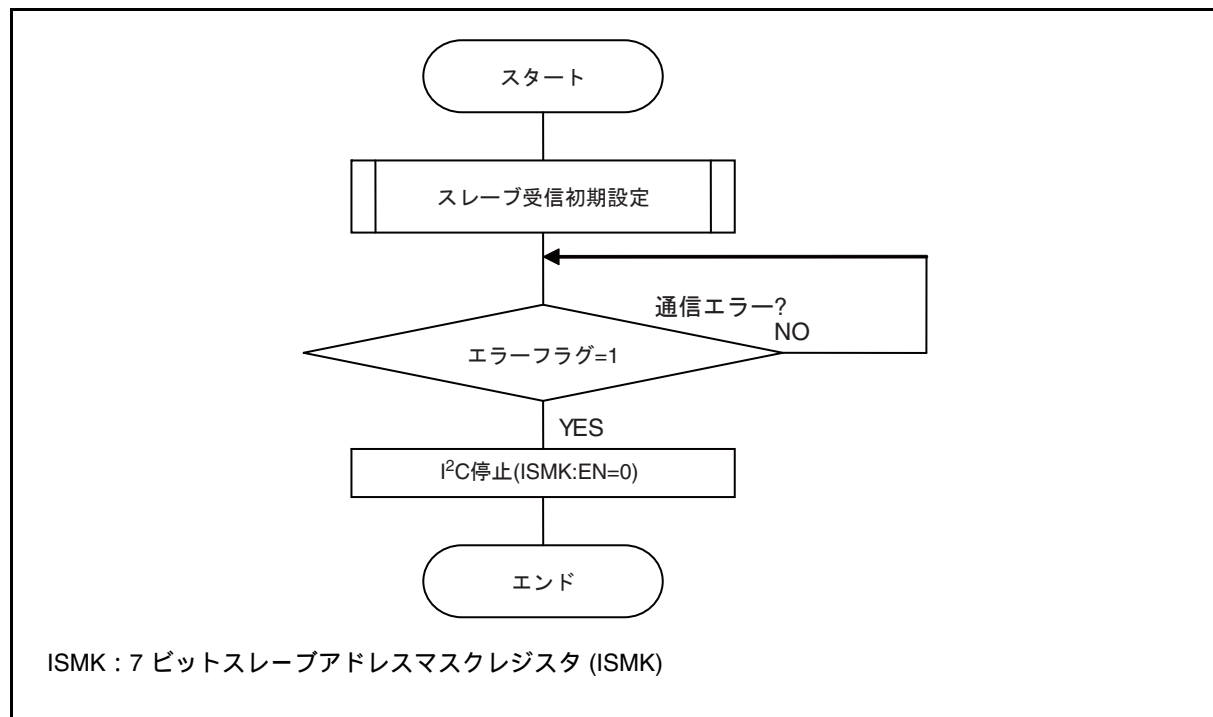 スタート
スレーブ受信初期設定
通信エラー?
NO
エラーフラグ=1
YES
I²C停止(ISMK:EN=0)
エンド
ISMK : 7 ビットスレーブアドレスマスクレジスタ (ISMK)